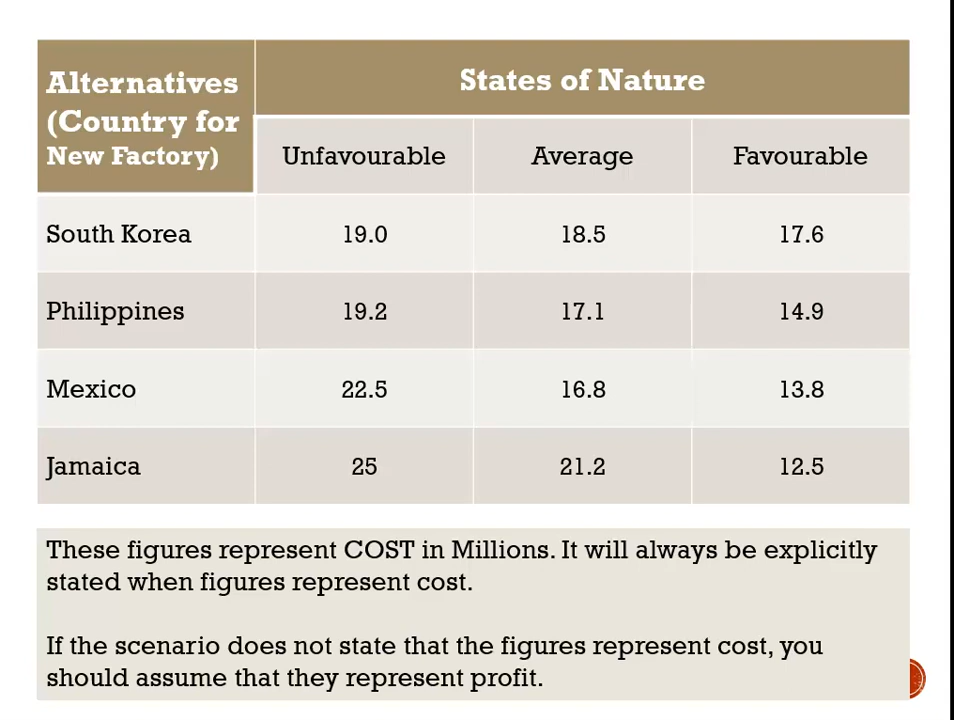 Alternatives
(Country for
New Factory)
States of Nature
Unfavourable Average Favourable
South Korea 19.0 18.5 17.6
Philippines 19.2 17.1 14.9
Mexico 22.5 16.8 13.8
Jamaica 25 21.2 12.5
These figures represent COST in Millions. It will always be explicitly
stated when figures represent cost.
If the scenario does not state that the figures represent cost, you
should assume that they represent profit.